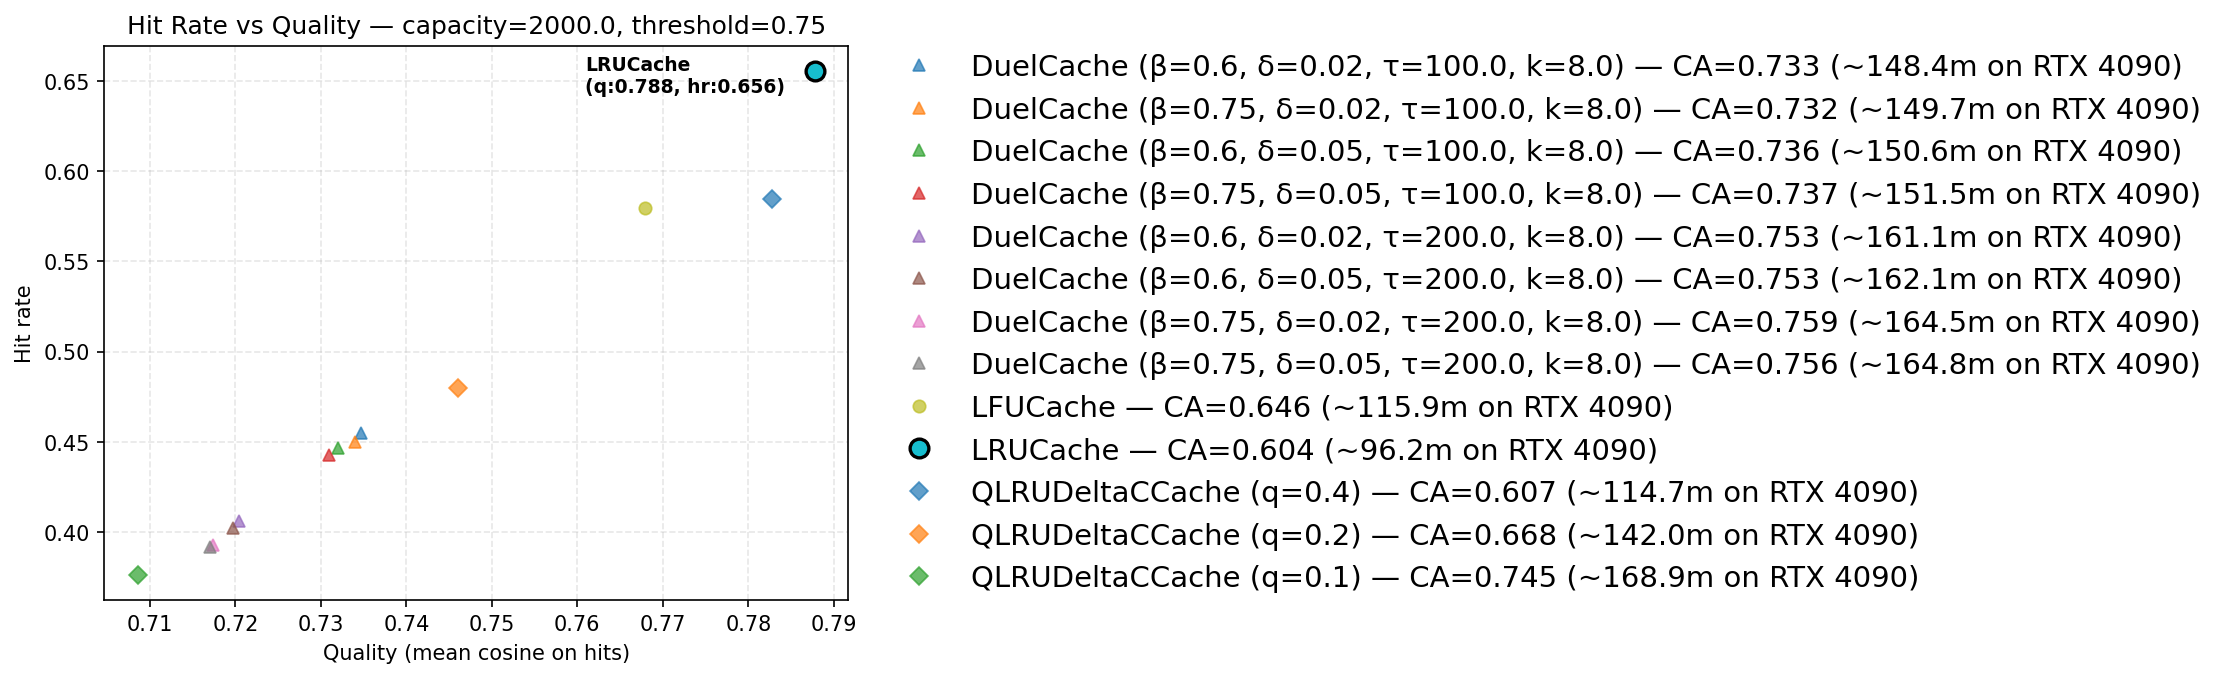 Hit Rate vs Quality — capacity=2000.0, threshold=0.75
LRUCache
(q:0.788, hr:0.656)
Hit rate
0.65
0.60
0.55
0.50
0.45
0.40
0.71 0.72 0.73 0.74 0.75 0.76 0.77 0.78 0.79
Quality (mean cosine on hits)
DuelCache (β=0.6, δ=0.02, τ=100.0, k=8.0) — CA=0.733 (~148.4m on RTX 4090)
DuelCache (β=0.75, δ=0.02, τ=100.0, k=8.0) — CA=0.732 (~149.7m on RTX 4090)
DuelCache (β=0.6, δ=0.05, τ=100.0, k=8.0) — CA=0.736 (~150.6m on RTX 4090)
DuelCache (β=0.75, δ=0.05, τ=100.0, k=8.0) — CA=0.737 (~151.5m on RTX 4090)
DuelCache (β=0.6, δ=0.02, τ=200.0, k=8.0) — CA=0.753 (~161.1m on RTX 4090)
DuelCache (β=0.6, δ=0.05, τ=200.0, k=8.0) — CA=0.753 (~162.1m on RTX 4090)
DuelCache (β=0.75, δ=0.02, τ=200.0, k=8.0) — CA=0.759 (~164.5m on RTX 4090)
DuelCache (β=0.75, δ=0.05, τ=200.0, k=8.0) — CA=0.756 (~164.8m on RTX 4090)
LFUCache — CA=0.646 (~115.9m on RTX 4090)
LRUCache — CA=0.604 (~96.2m on RTX 4090)
QLRUDeltaCCache (q=0.4) — CA=0.607 (~114.7m on RTX 4090)
QLRUDeltaCCache (q=0.2) — CA=0.668 (~142.0m on RTX 4090)
QLRUDeltaCCache (q=0.1) — CA=0.745 (~168.9m on RTX 4090)